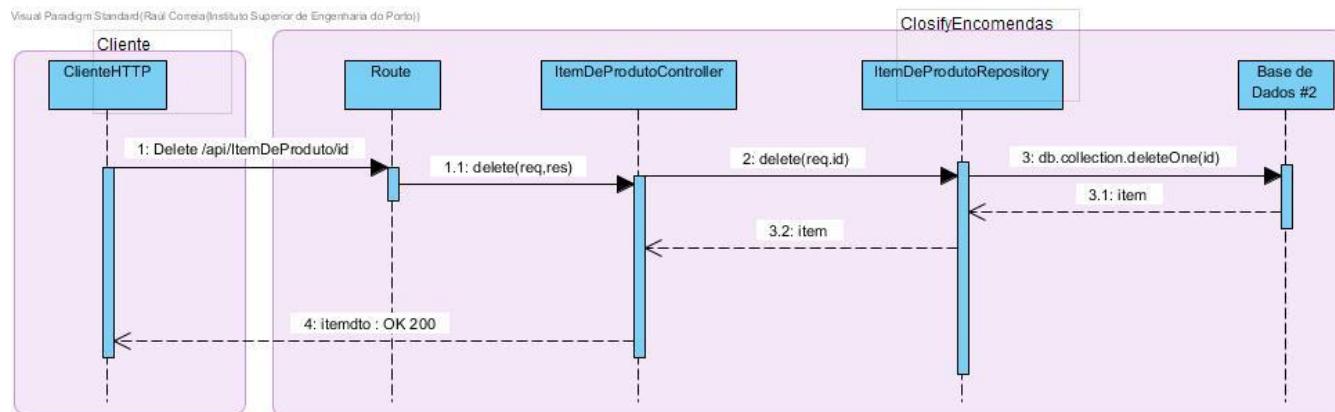 Visual Paradigm Standard(Raúl Correia(Instituto Superior de Engenharia do Porto))
Cliente
ClosifyEncomendas
ClienteHTTP
Route
ItemDeProdutoController
ItemDeProdutoRepository
Base de
Dados #2
1: Delete /api/ItemDeProduto/id
1.1: delete(req,res)
2: delete(req.id)
3: db.collection.deleteOne(id)
3.1: item
3.2: item
4: itemdto : OK 200